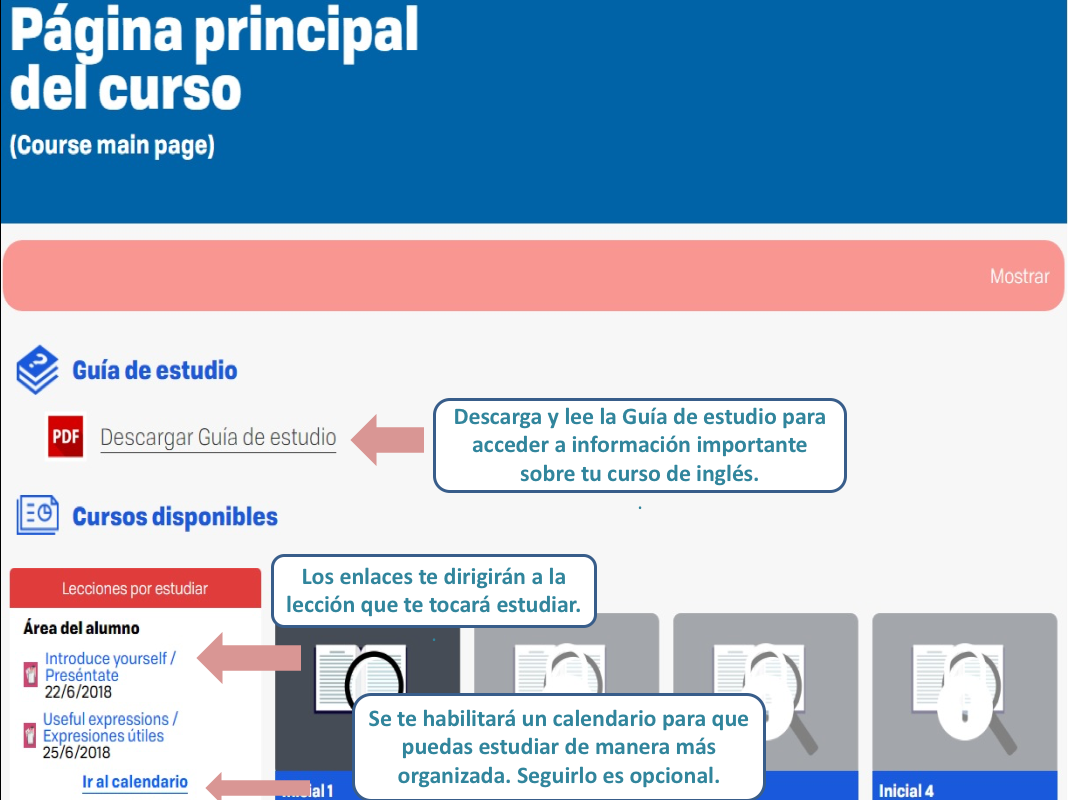 Página principal
del curso
(Course main page)
Mostrar
Guía de estudio
PDF
Descargar Guía de estudio
Descarga y lee la Guía de estudio para
acceder a información importante
sobre tu curso de inglés.
Cursos disponibles
Lecciones por estudiar
Los enlaces te dirigirán a la
lección que te tocará estudiar.
Área del alumno
Introduce yourself /
Preséntate
22/6/2018
Useful expressions /
Expresiones útiles
25/6/2018
Ir al calendario
Se te habilitará un calendario para que
puedas estudiar de manera más
organizada. Seguirlo es opcional.
Inicial 4